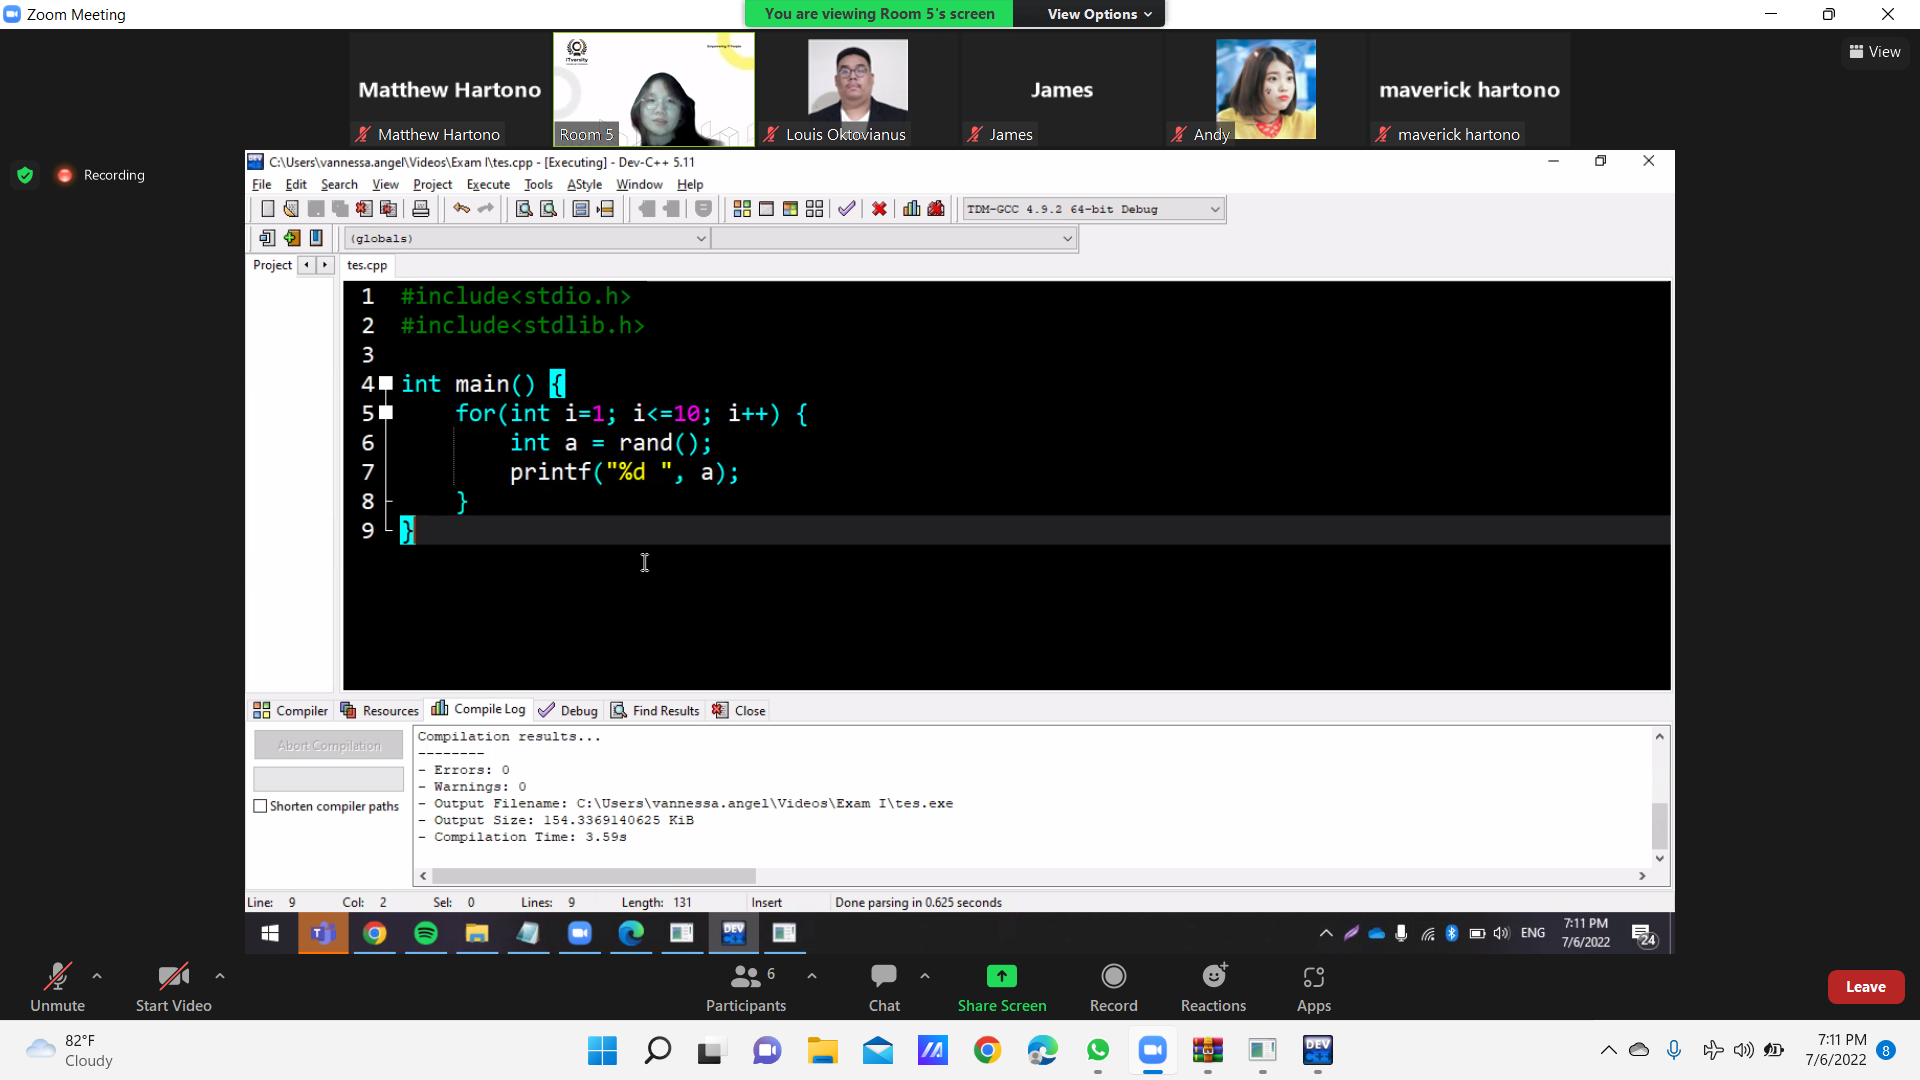 Zoom Meeting
You are viewing Room 5's screen
View Options
View
Matthew Hartono
Matthew Hartono
iTversity
Empowering IT People
Room 5
Louis Oktovianus
James
James
Andy
maverick hartono
maverick hartono
Recording
C:\Users\vannessa.angel\Videos\Exam I\tes.cpp - [Executing] - Dev-C++ 5.11
File Edit Search View Project Execute Tools AStyle Window Help
TDM-GCC 4.9.2 64-bit Debug
(globals)
Project
tes.cpp
1 #include<stdio.h>
2 #include<stdlib.h>
3
4 int main() {
5 for(int i=1; i<=10; i++) {
6 int a = rand();
7 printf("%d ", a);
8 }
9 }
Compiler Resources Compile Log Debug Find Results Close
Abort Compilation
Shorten compiler paths
Compilation results...
--------
- Errors: 0
- Warnings: 0
- Output Filename: C:\Users\vannessa.angel\Videos\Exam I\tes.exe
- Output Size: 154.3369140625 KiB
- Compilation Time: 3.59s
Line: 9 Col: 2 Sel: 0 Lines: 9 Length: 131 Insert Done parsing in 0.625 seconds
DEV
ENG
7:11 PM
7/6/2022
24
Unmute
Start Video
6
Participants
Chat
Share Screen
Record
Reactions
Apps
Leave
82°F
Cloudy
DEV
7:11 PM
7/6/2022
8